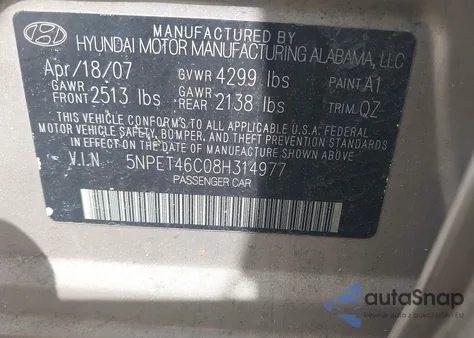 MANUFACTURED BY
HYUNDAI MOTOR MANUFACTURING ALABAMA, LLC
Apr/18/07 GVWR 4299 lbs PAINT A1
GAWR FRONT 2513 lbs GAWR REAR 2138 lbs TRIM QZ
THIS VEHICLE CONFORMS TO ALL APPLICABLE U.S.A. FEDERAL
MOTOR VEHICLE SAFETY, BUMPER, AND THEFT PREVENTION STANDARDS
IN EFFECT ON THE DATE OF MANUFACTURE SHOWN ABOVE.
V.I.N. 5NPET46C08H314977
PASSENGER CAR
autoSnap